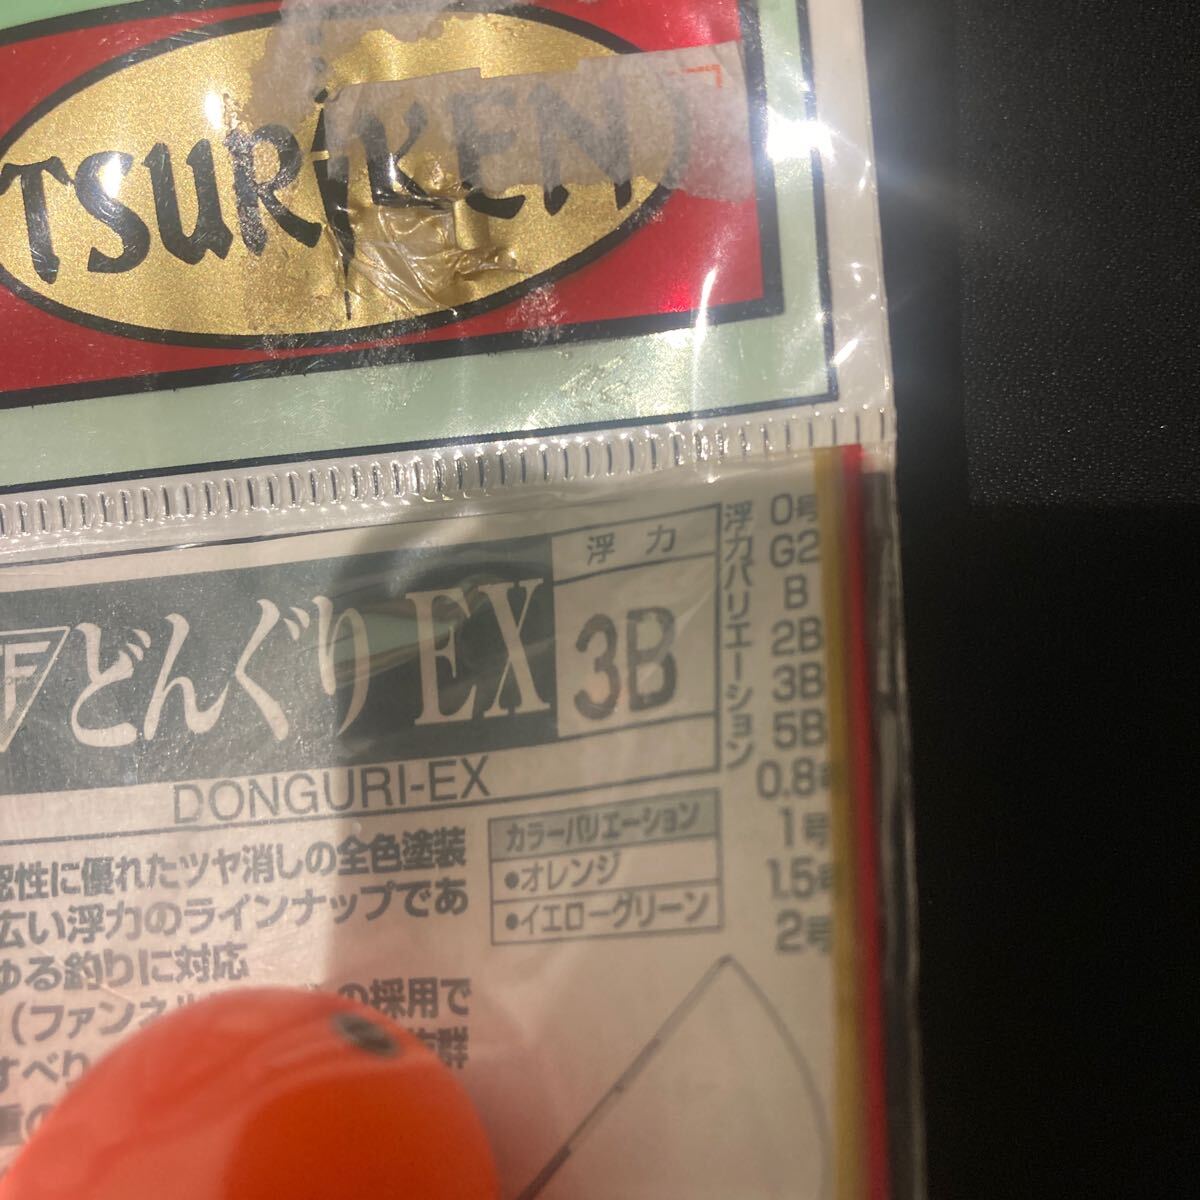 TSURIKEN
浮力
どんぐりEX
3B
DONGURI-EX
浮力バリエーション
0号
G2
B
2B
3B
5B
0.8号
1号
1.5号
2号
カラーバリエーション
•オレンジ
•イエローグリーン
性に優れたツヤ消しの全色塗装
広い浮力のラインナップであ
ゆる釣りに対応
(ファンネル の採用で
すべり 群